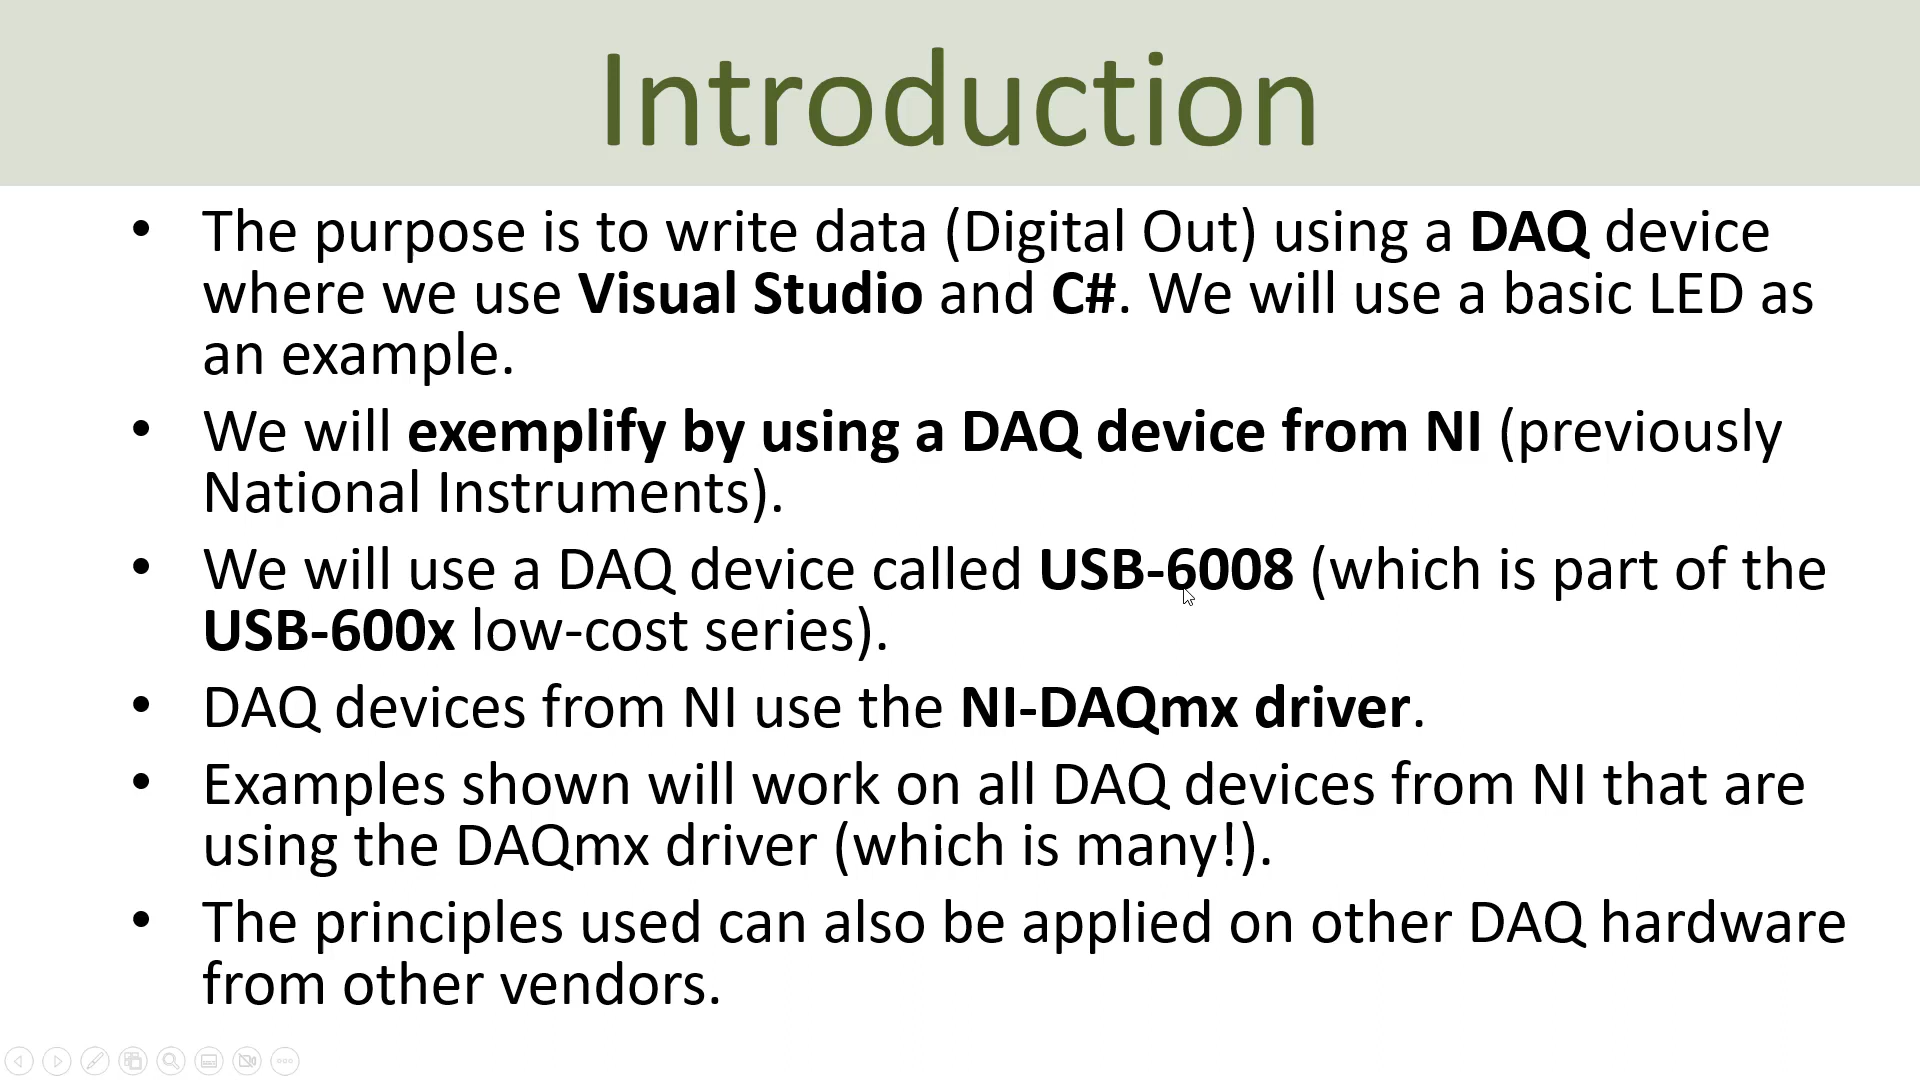 Introduction
• The purpose is to write data (Digital Out) using a DAQ device
where we use Visual Studio and C#. We will use a basic LED as
an example.
• We will exemplify by using a DAQ device from NI (previously
National Instruments).
• We will use a DAQ device called USB-6008 (which is part of the
USB-600x low-cost series).
• DAQ devices from NI use the NI-DAQmx driver.
• Examples shown will work on all DAQ devices from NI that are
using the DAQmx driver (which is many!).
• The principles used can also be applied on other DAQ hardware
from other vendors.